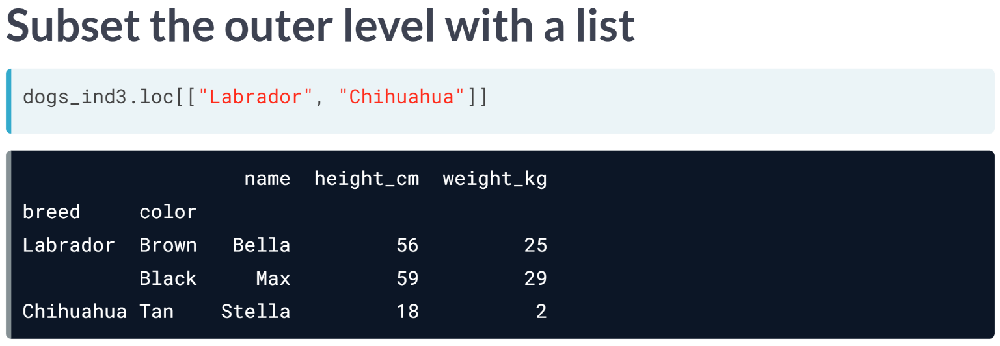 Subset the outer level with a list
dogs_ind3.loc[["Labrador", "Chihuahua"]]
                   name  height_cm  weight_kg
breed     color
Labrador  Brown   Bella         56         25
          Black     Max         59         29
Chihuahua Tan    Stella         18          2